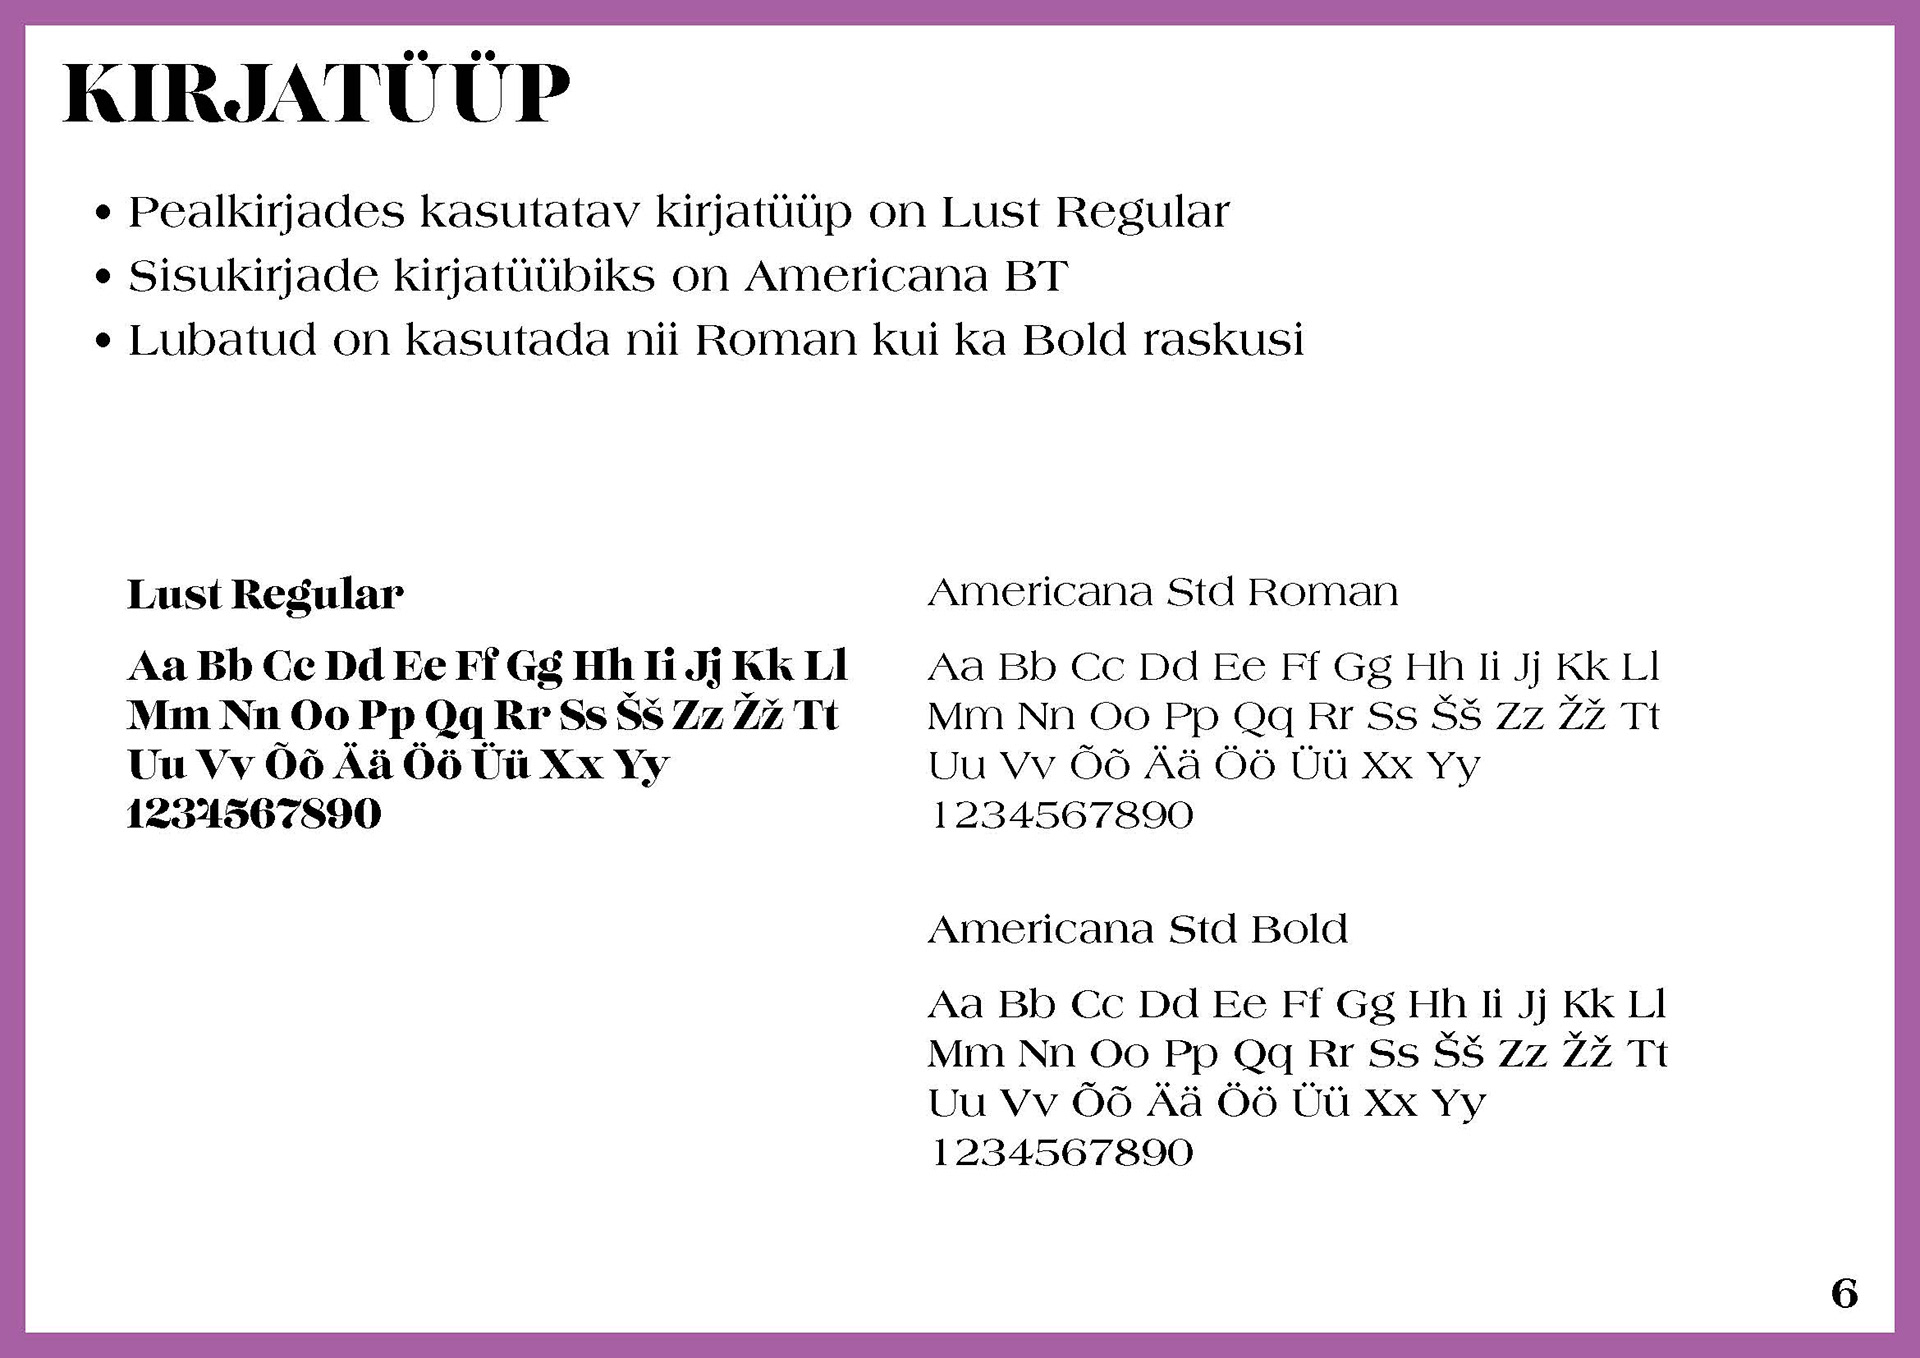 KIRJATÜÜP
• Pealkirjades kasutatav kirjatüüp on Lust Regular
• Sisukirjade kirjatüübiks on Americana BT
• Lubatud on kasutada nii Roman kui ka Bold raskusi
Lust Regular
Aa Bb Cc Dd Ee Ff Gg Hh Ii Jj Kk Ll
Mm Nn Oo Pp Qq Rr Ss Šš Zz Žž Tt
Uu Vv Õõ Ää Öö Üü Xx Yy
1234567890
Americana Std Roman
Aa Bb Cc Dd Ee Ff Gg Hh Ii Jj Kk Ll
Mm Nn Oo Pp Qq Rr Ss Šš Zz Žž Tt
Uu Vv Õõ Ää Öö Üü Xx Yy
1234567890
Americana Std Bold
Aa Bb Cc Dd Ee Ff Gg Hh Ii Jj Kk Ll
Mm Nn Oo Pp Qq Rr Ss Šš Zz Žž Tt
Uu Vv Õõ Ää Öö Üü Xx Yy
1234567890
6